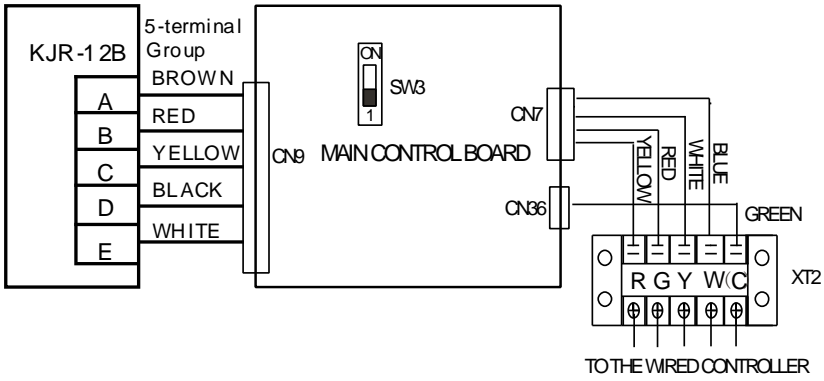 5-terminal
Group
KJR-12B
BROWN
A
RED
B
YELLOW
C
BLACK
D
WHITE
E
CN9
ON
1
SW3
MAIN CONTROL BOARD
CN7
CN36
YELLOW
RED
WHITE
BLUE
GREEN
R G Y W(C
XT2
TO THE WIRED CONTROLLER